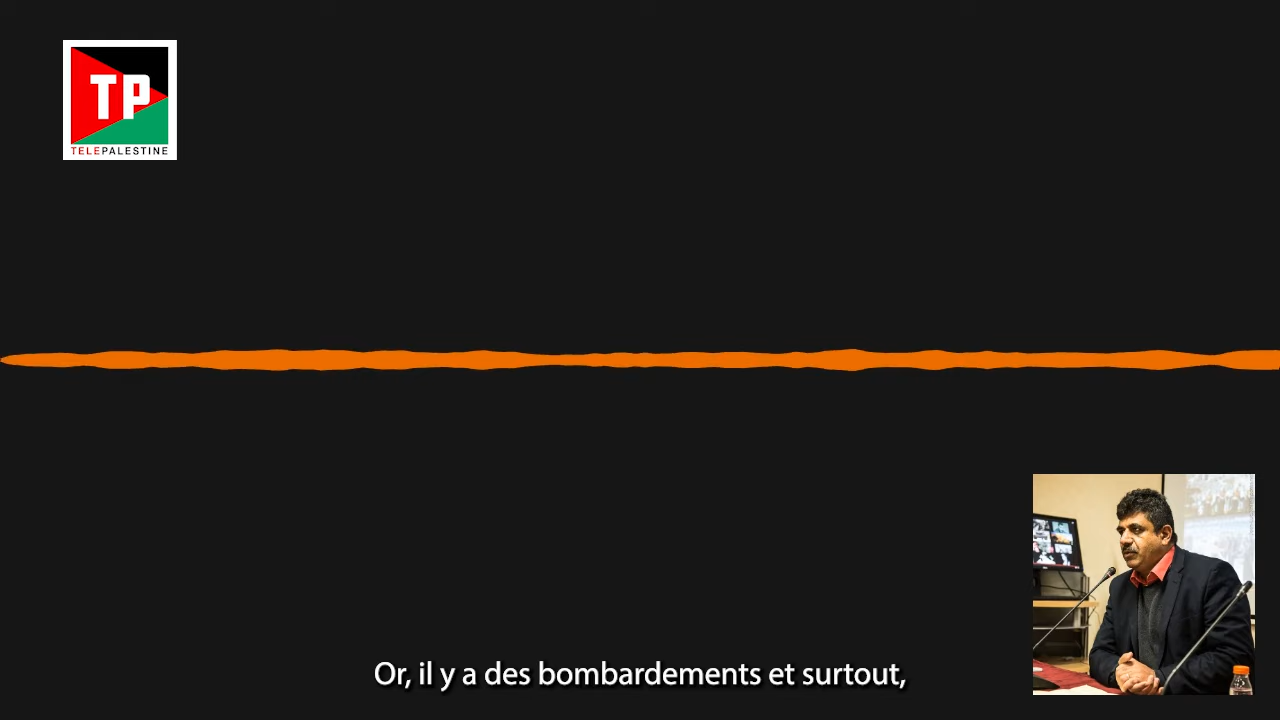 TP
TELEPALESTINE
Or, il y a des bombardements et surtout,